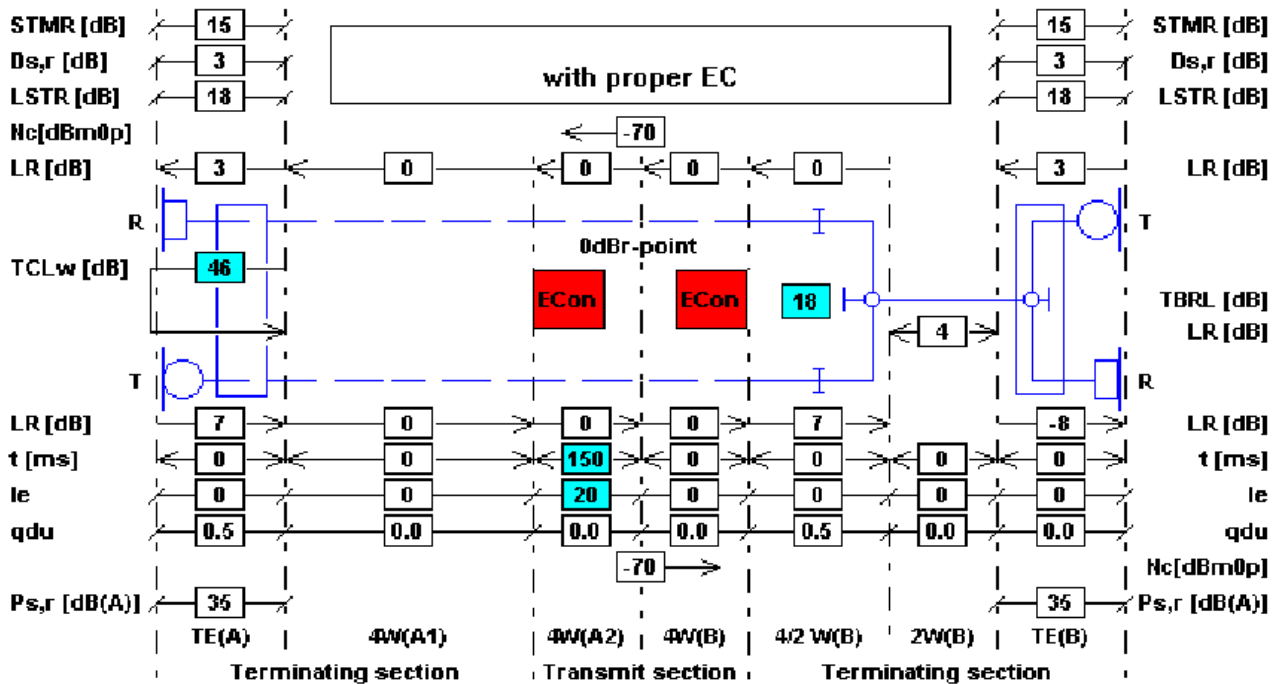 STMR [dB] 15 15 STMR [dB]
Ds,r [dB] 3 3 Ds,r [dB]
LSTR [dB] 18 with proper EC 18 LSTR [dB]
Nc[dBm0p] -70
LR [dB] 3 0 0 0 0 3 LR [dB]
R T
0dBr-point
TCLw [dB] 46
ECon ECon 18 TBRL [dB]
4 LR [dB]
T R
LR [dB] 7 0 0 0 7 -8 LR [dB]
t [ms] 0 0 150 0 0 0 0 t [ms]
Ie 0 0 20 0 0 0 0 Ie
qdu 0.5 0.0 0.0 0.0 0.5 0.0 0.0 qdu
-70 Nc[dBm0p]
Ps,r [dB(A)] 35 35 Ps,r [dB(A)]
TE(A) 4W(A1) 4W(A2) 4W(B) 4/2 W(B) 2W(B) TE(B)
Terminating section Transmit section Terminating section